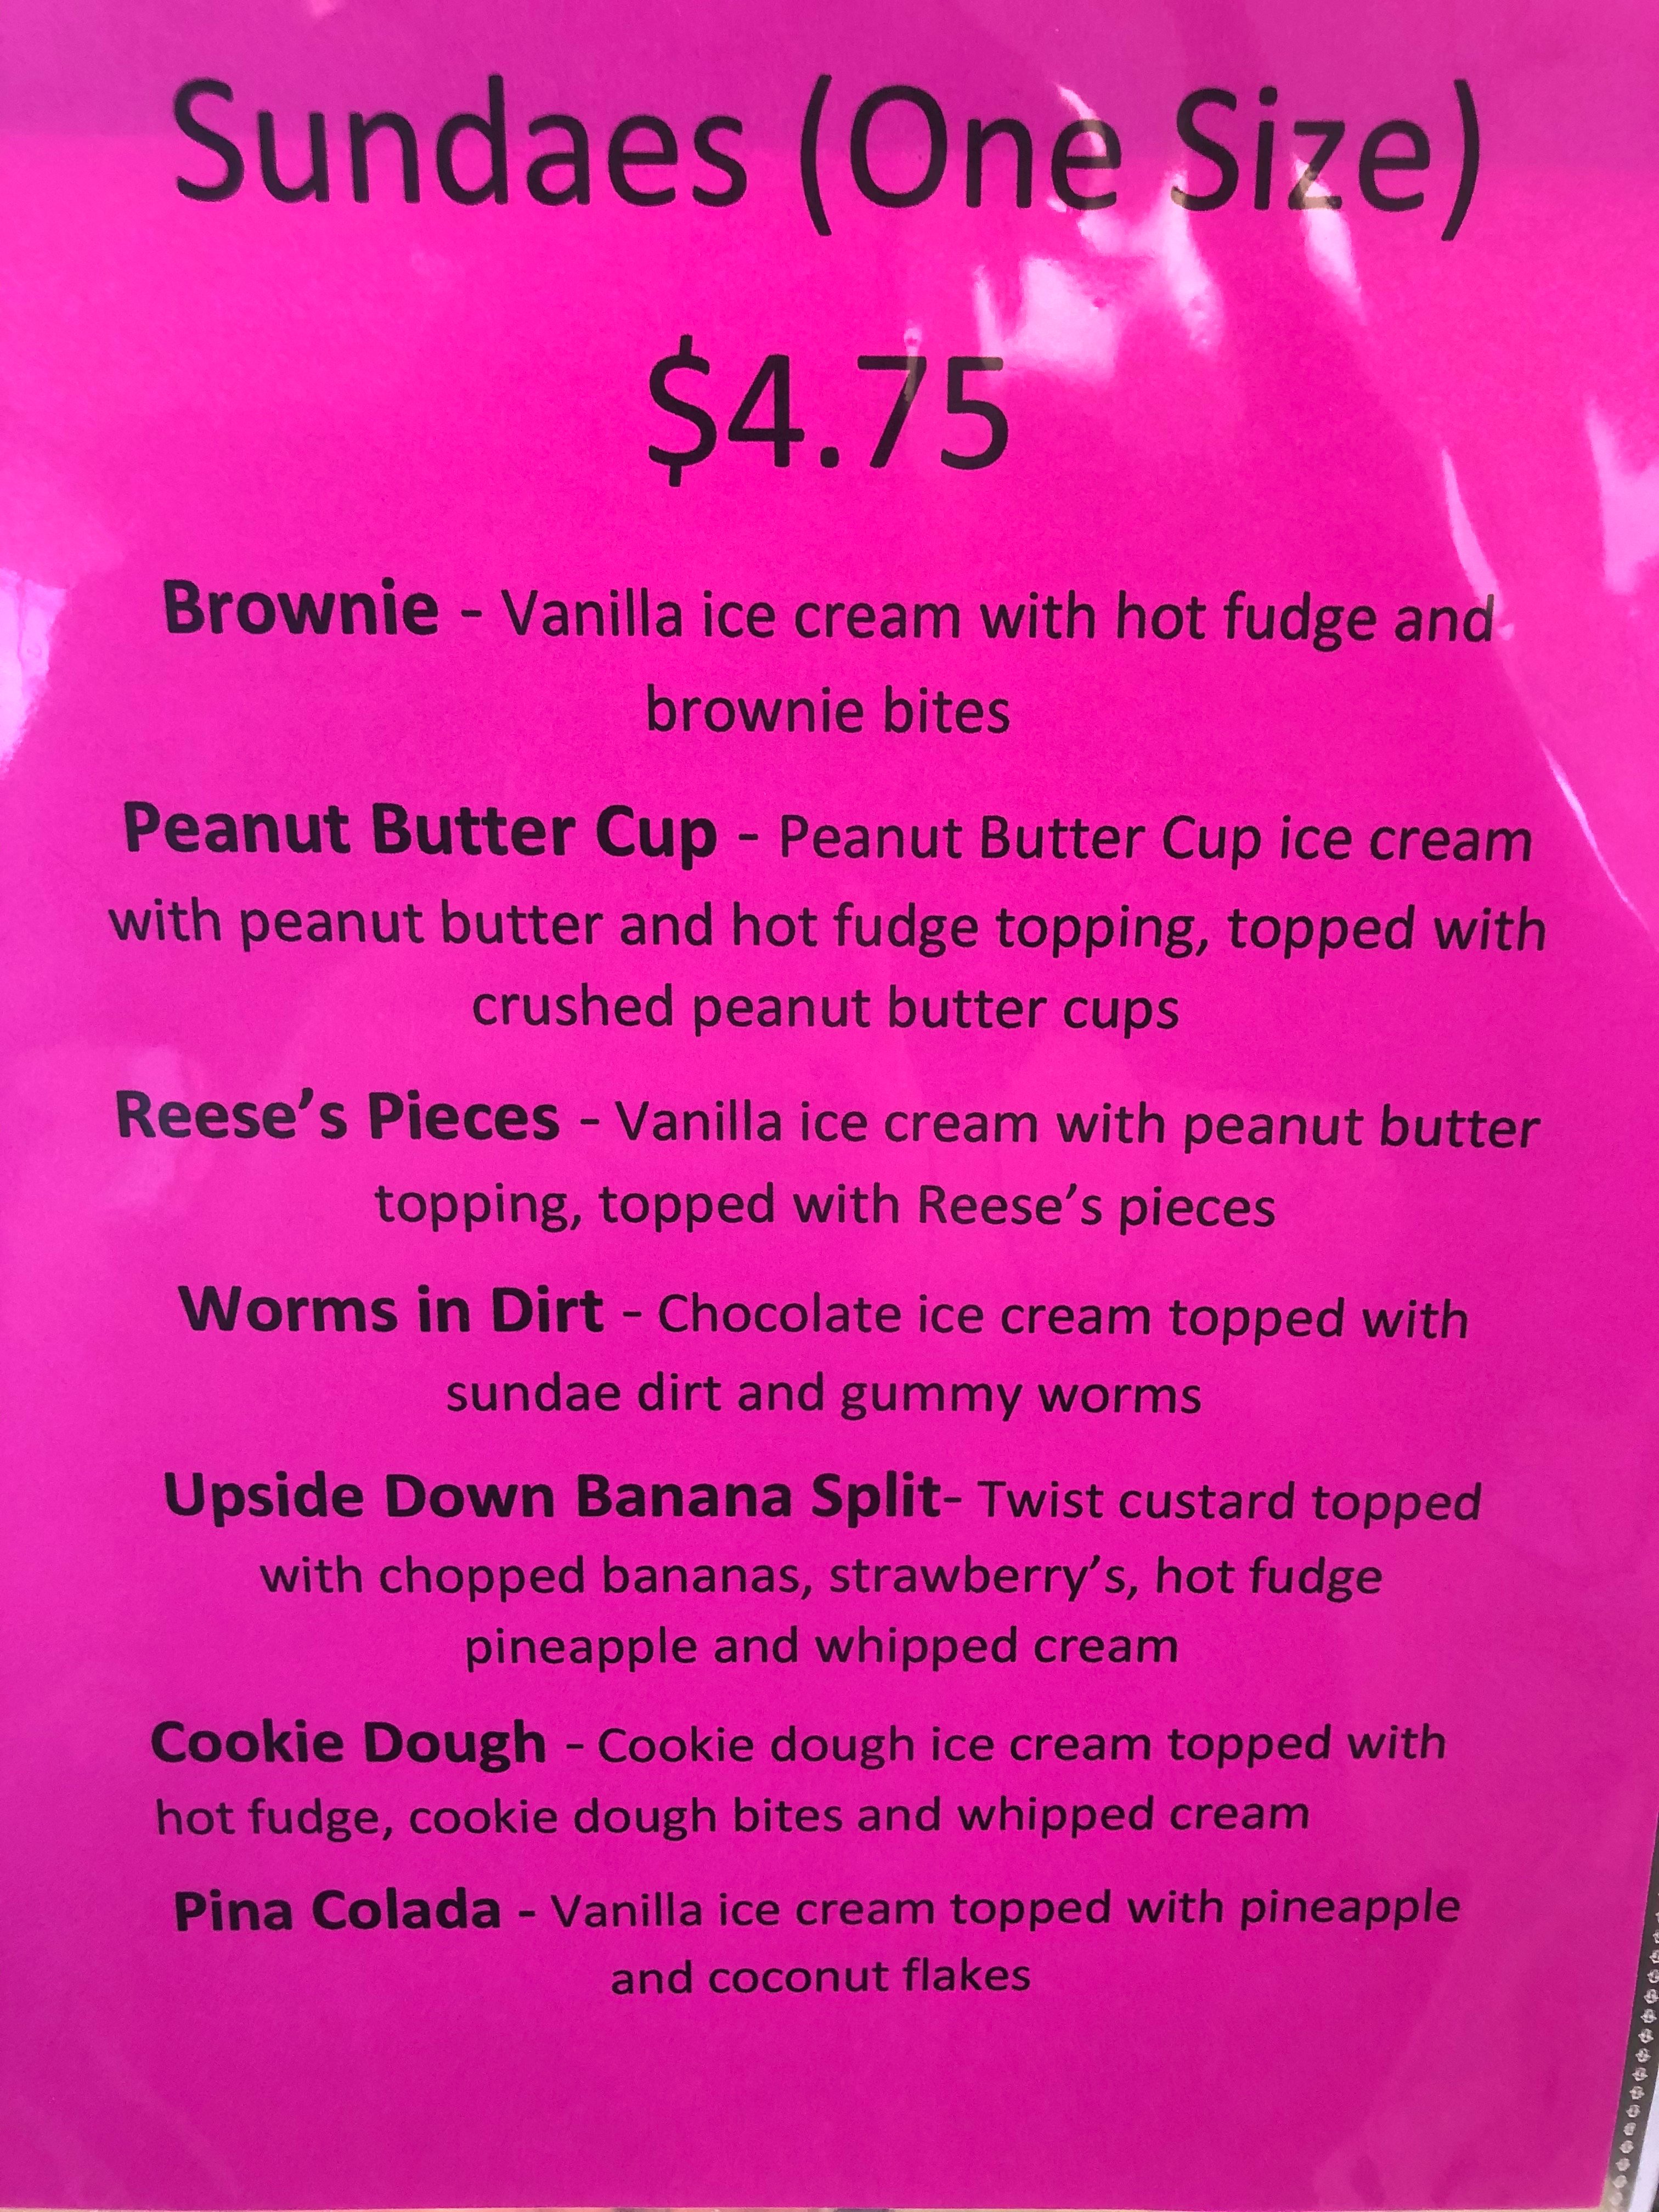 Sundaes (One Size)
$4.75
Brownie - Vanilla ice cream with hot fudge and
brownie bites
Peanut Butter Cup - Peanut Butter Cup ice cream
with peanut butter and hot fudge topping, topped with
crushed peanut butter cups
Reese’s Pieces - Vanilla ice cream with peanut butter
topping, topped with Reese’s pieces
Worms in Dirt - Chocolate ice cream topped with
sundae dirt and gummy worms
Upside Down Banana Split- Twist custard topped
with chopped bananas, strawberry’s, hot fudge
pineapple and whipped cream
Cookie Dough - Cookie dough ice cream topped with
hot fudge, cookie dough bites and whipped cream
Pina Colada - Vanilla ice cream topped with pineapple
and coconut flakes